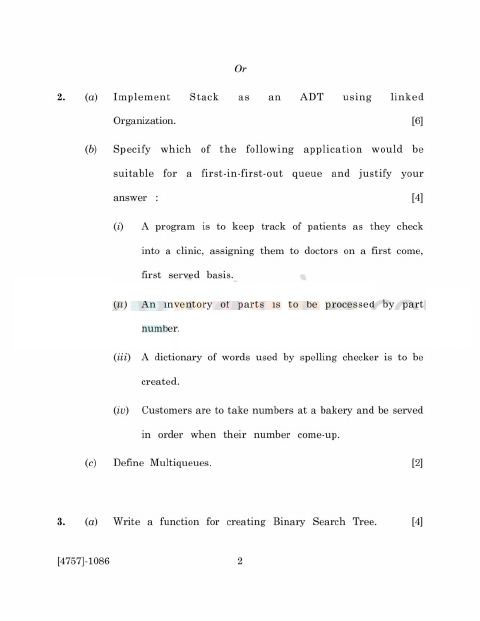 Or
2. (a) Implement Stack as an ADT using linked
Organization. [6]
(b) Specify which of the following application would be
suitable for a first-in-first-out queue and justify your
answer : [4]
(i) A program is to keep track of patients as they check
into a clinic, assigning them to doctors on a first come,
first served basis.
(ii) An inventory of parts is to be processed by part
number.
(iii) A dictionary of words used by spelling checker is to be
created.
(iv) Customers are to take numbers at a bakery and be served
in order when their number come-up.
(c) Define Multiqueues. [2]
3. (a) Write a function for creating Binary Search Tree. [4]
[4757]-1086 2